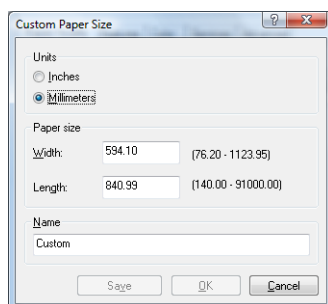 Custom Paper Size
Units
Inches
Millimeters
Paper size
Width: 594.10 (76.20 - 1123.95)
Length: 840.99 (140.00 - 91000.00)
Name
Custom
Save OK Cancel